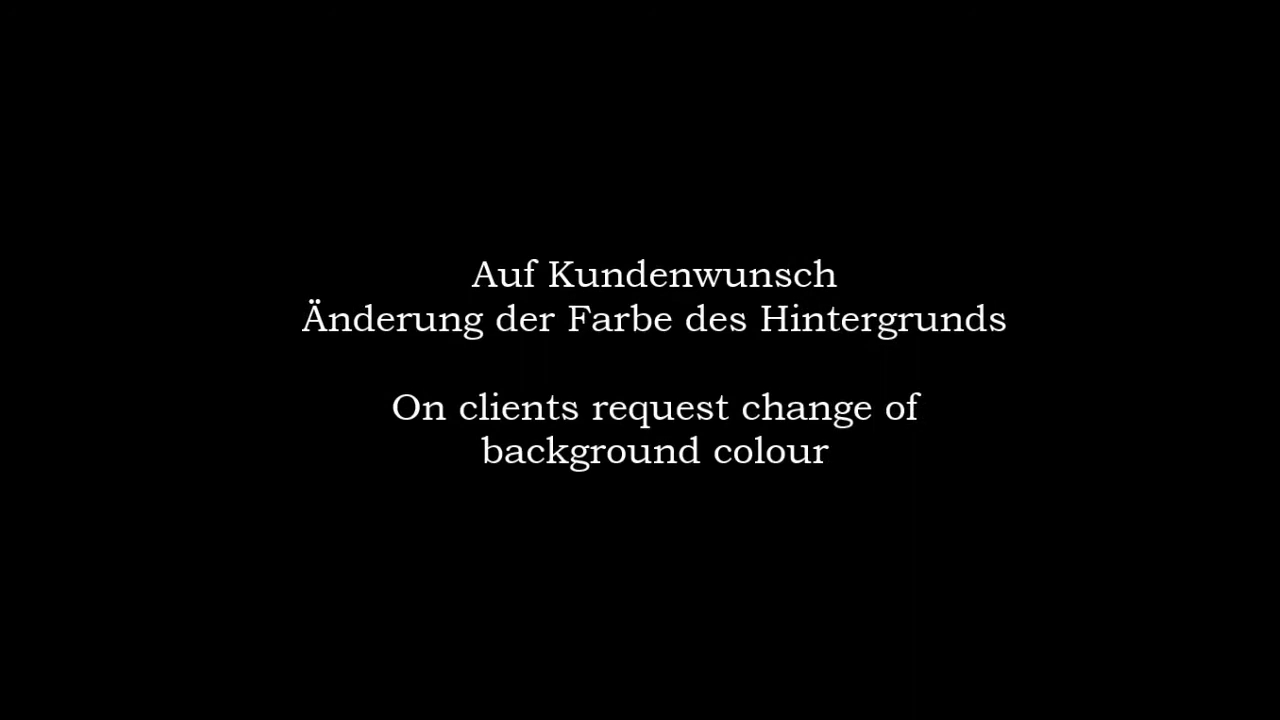 Auf Kundenwunsch
Änderung der Farbe des Hintergrunds
On clients request change of
background colour